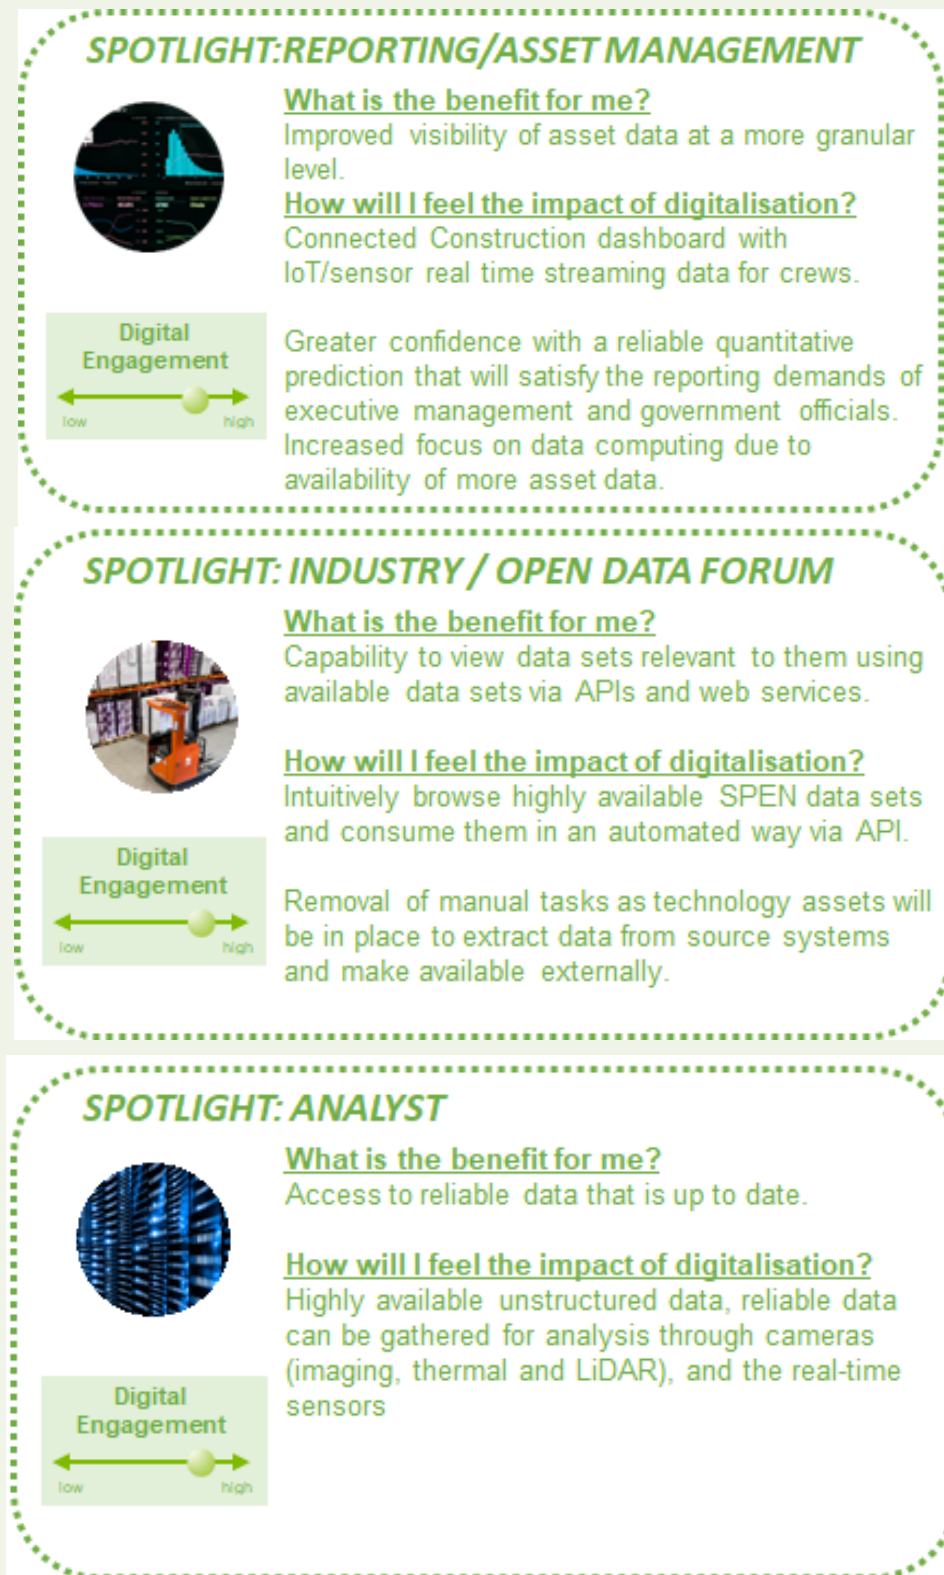 SPOTLIGHT:REPORTING/ASSET MANAGEMENT
What is the benefit for me?
Improved visibility of asset data at a more granular
level.
How will I feel the impact of digitalisation?
Connected Construction dashboard with
IoT/sensor real time streaming data for crews.
Digital
Engagement
low high
Greater confidence with a reliable quantitative
prediction that will satisfy the reporting demands of
executive management and government officials.
Increased focus on data computing due to
availability of more asset data.
SPOTLIGHT: INDUSTRY / OPEN DATA FORUM
What is the benefit for me?
Capability to view data sets relevant to them using
available data sets via APIs and web services.
How will I feel the impact of digitalisation?
Intuitively browse highly available SPEN data sets
and consume them in an automated way via API.
Digital
Engagement
low high
Removal of manual tasks as technology assets will
be in place to extract data from source systems
and make available externally.
SPOTLIGHT: ANALYST
What is the benefit for me?
Access to reliable data that is up to date.
How will I feel the impact of digitalisation?
Highly available unstructured data, reliable data
can be gathered for analysis through cameras
(imaging, thermal and LiDAR), and the real-time
sensors
Digital
Engagement
low high